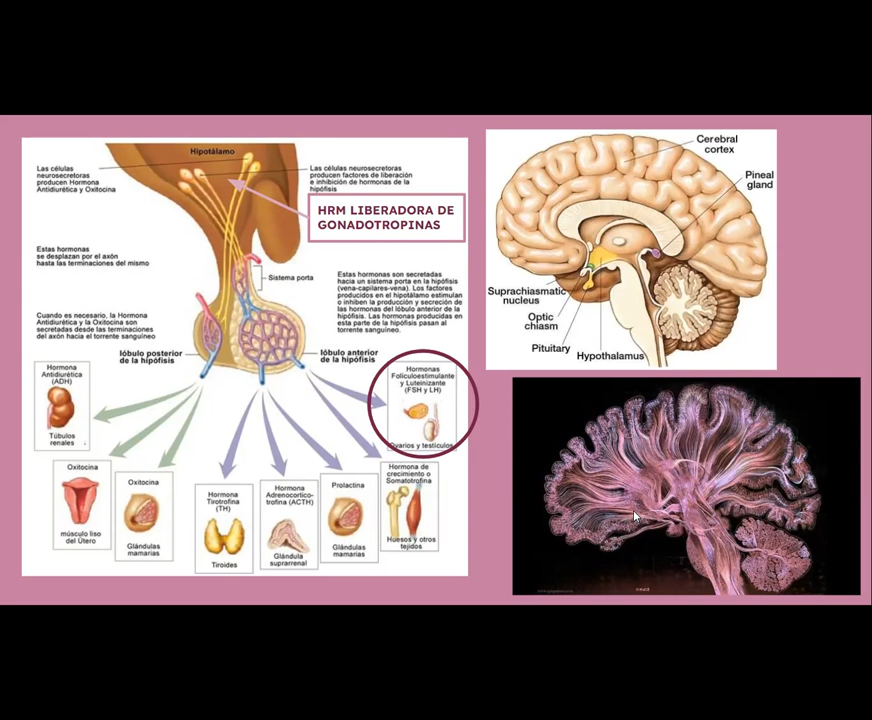 Hipotálamo
Las células
neurosecretoras
producen Hormona
Antidiurética y Oxitocina
Las células neurosecretoras
producen factores de liberación
e inhibición de hormonas de la
hipófisis
HRM LIBERADORA DE
GONADOTROPINAS
Estas hormonas
se desplazan por el axón
hasta las terminaciones del mismo
Sistema porta
Estas hormonas son secretadas
hacia un sistema porta en la hipófisis
(vena-capilares-vena). Los factores
producidos en el hipotálamo estimulan
o inhiben la producción y secreción de
las hormonas del lóbulo anterior de la
hipófisis. Las hormonas producidas en
esta parte de la hipófisis pasan al
torrente sanguíneo.
Cuando es necesario, la Hormona
Antidiurética y la Oxitocina son
secretadas desde las terminaciones
del axón hacia el torrente sanguíneo
lóbulo posterior
de la hipófisis
lóbulo anterior
de la hipófisis
Hormona
Antidiurética
(ADH)
Túbulos
renales
Hormonas
Foliculoestimulante
y Luteinizante
(FSH y LH)
Ovarios y testículos
Oxitocina
músculo liso
del Útero
Oxitocina
Glándulas
mamarias
Hormona
Tirotrofina
(TH)
Tiroides
Hormona
Adrenocortico-
trofina (ACTH)
Glándula
suprarrenal
Prolactina
Glándulas
mamarias
Hormona de
crecimiento o
Somatotrofina
Huesos y otros
tejidos
Cerebral
cortex
Pineal
gland
Suprachiasmatic
nucleus
Optic
chiasm
Pituitary
Hypothalamus